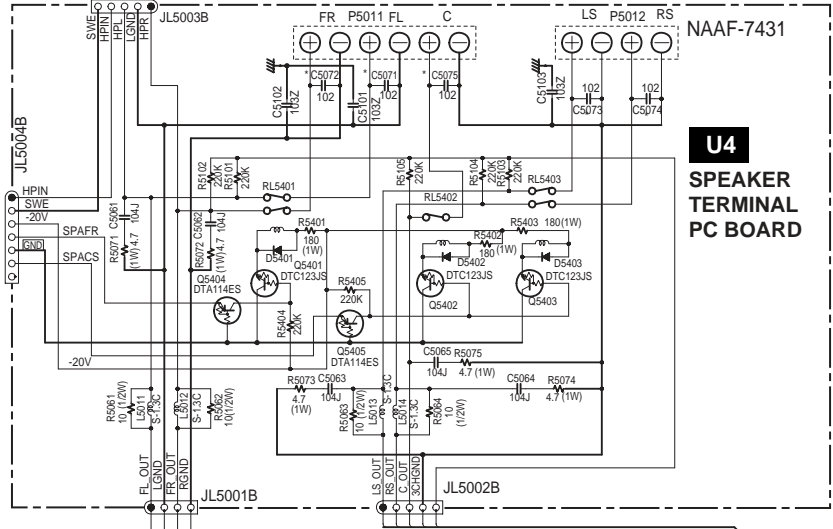 JL5003B
SWE
HPIN
HPL
LGND
HPR
FR P5011 FL C
LS P5012 RS
NAAF-7431
C5102
103Z
* C5072
102
C5101
103Z
* C5071
102
* C5075
102
C5103
103Z
102
C5073
102
C5074
U4
SPEAKER
TERMINAL
PC BOARD
JL5004B
HPIN
SWE
-20V
SPAFR
GND
SPACS
-20V
C5061
104J
R5071
(1W) 4.7
R5102
220K
R5101
220K
C5062
104J
R5072
(1W) 4.7
RL5401
R5401
180
(1W)
D5401
Q5401
DTC123JS
Q5404
DTA114ES
R5404
220K
R5405
220K
Q5405
DTA114ES
R5105
220K
RL5402
R5104
220K
R5103
220K
RL5403
R5402
180
(1W)
R5403 180(1W)
D5402
DTC123JS
Q5402
D5403
DTC123JS
Q5403
C5065
104J
R5075
4.7 (1W)
R5073
4.7
(1W)
C5063
104J
C5064
104J
R5074
4.7 (1W)
R5061
10 (1/2W)
L5011
S-1.3C
L5012
S-1.3C
R5062
10(1/2W)
R5063
10 (1/2W)
L5013
S-1.3C
L5014
S-1.3C
R5064
10
(1/2W)
FL_OUT
LGND
FR_OUT
RGND
JL5001B
LS_OUT
RS_OUT
C_OUT
3CHGND
JL5002B